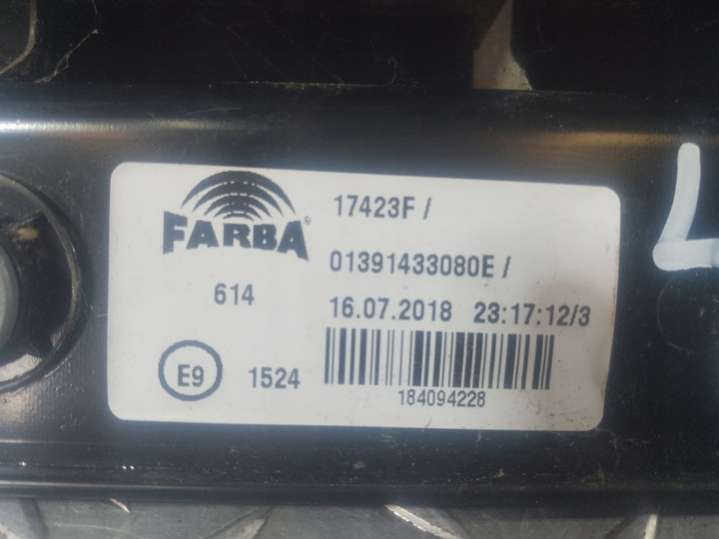 FARBA®
17423F /
01391433080E /
614
16.07.2018 23:17:12/3
E9
1524
184094228
L